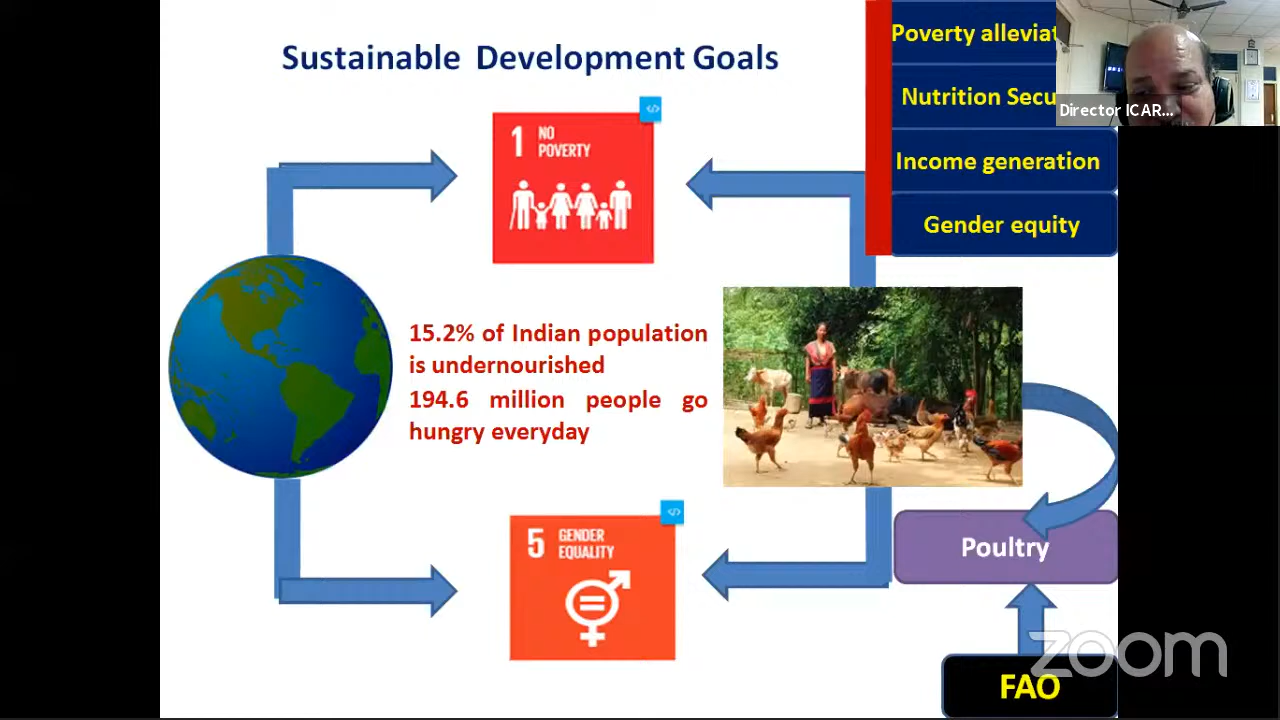 Sustainable Development Goals
Poverty alleviat
Nutrition Secu
Director ICAR...
Income generation
Gender equity
1 NO
POVERTY
15.2% of Indian population
is undernourished
194.6 million people go
hungry everyday
5 GENDER
EQUALITY
Poultry
zoom
FAO